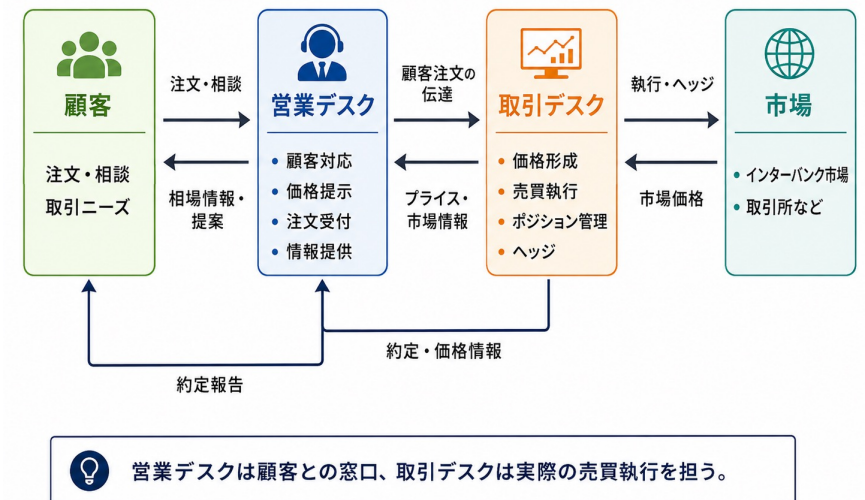 顧客
注文・相談
取引ニーズ
注文・相談
相場情報・
提案
営業デスク
• 顧客対応
• 価格提示
• 注文受付
• 情報提供
顧客注文の
伝達
プライス・
市場情報
取引デスク
• 価格形成
• 売買執行
• ポジション管理
• ヘッジ
執行・ヘッジ
市場価格
市場
• インターバンク市場
• 取引所など
約定・価格情報
約定報告
営業デスクは顧客との窓口、取引デスクは実際の売買執行を担う。